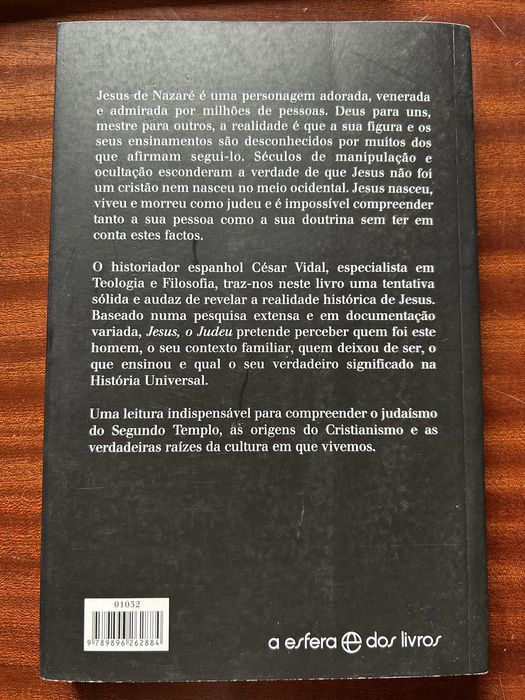 Jesus de Nazaré é uma personagem adorada, venerada
e admirada por milhões de pessoas. Deus para uns,
mestre para outros, a realidade é que a sua figura e os
seus ensinamentos são desconhecidos por muitos dos
que afirmam segui-lo. Séculos de manipulação e
ocultação esconderam a verdade de que Jesus não foi
um cristão nem nasceu no meio ocidental. Jesus nasceu,
viveu e morreu como judeu e é impossível compreender
tanto a sua pessoa como a sua doutrina sem ter em
conta estes factos.
O historiador espanhol César Vidal, especialista em
Teologia e Filosofia, traz-nos neste livro uma tentativa
sólida e audaz de revelar a realidade histórica de Jesus.
Baseado numa pesquisa extensa e em documentação
variada, Jesus, o Judeu pretende perceber quem foi este
homem, o seu contexto familiar, quem deixou de ser, o
que ensinou e qual o seu verdadeiro significado na
História Universal.
Uma leitura indispensável para compreender o judaísmo
do Segundo Templo, as origens do Cristianismo e as
verdadeiras raízes da cultura em que vivemos.
01052
9 789896 262884
a esfera e dos livros